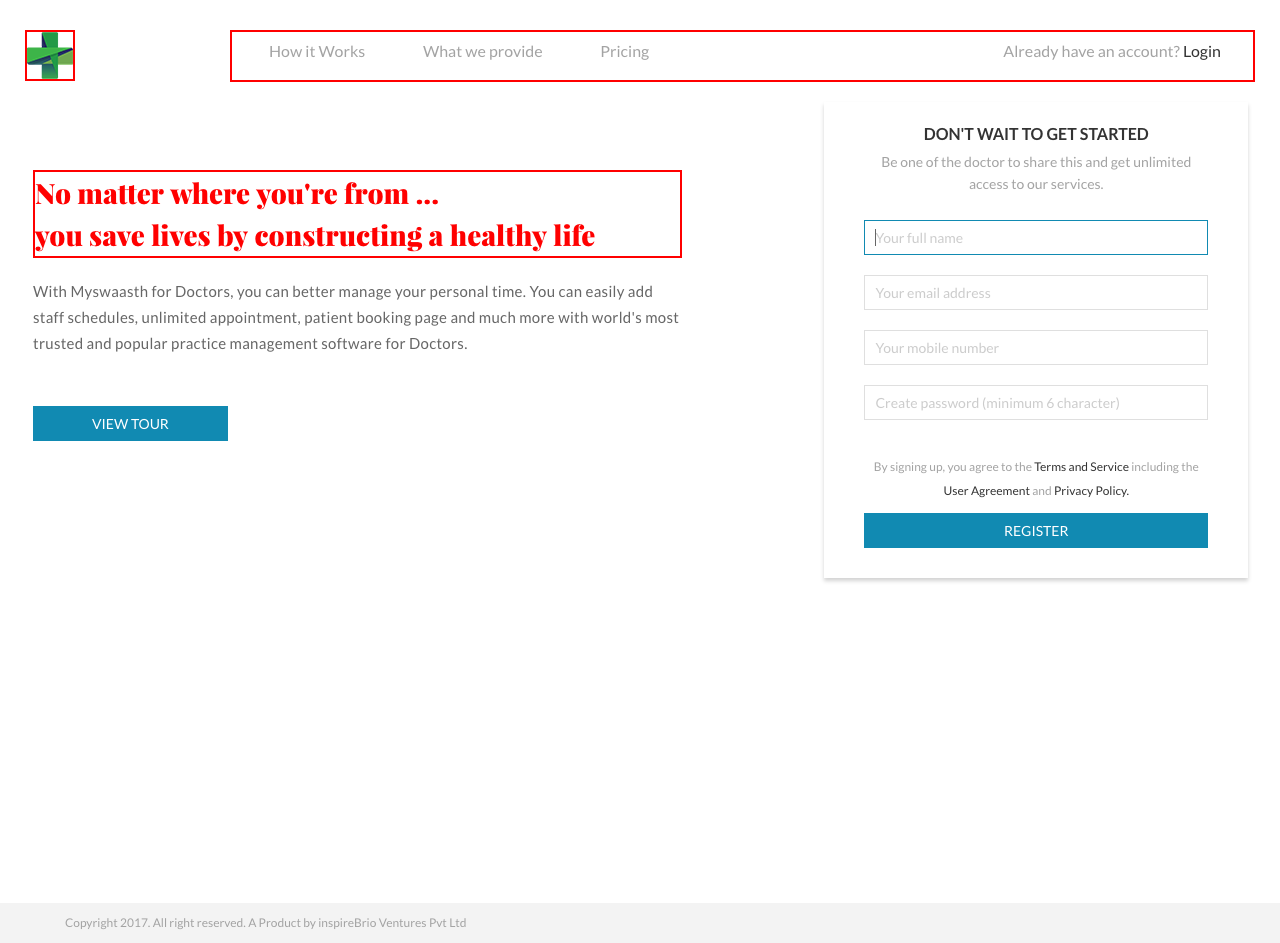 How it Works
What we provide
Pricing
Already have an account? Login
No matter where you're from ...
you save lives by constructing a healthy life
With Myswaasth for Doctors, you can better manage your personal time. You can easily add
staff schedules, unlimited appointment, patient booking page and much more with world's most
trusted and popular practice management software for Doctors.
VIEW TOUR
DON'T WAIT TO GET STARTED
Be one of the doctor to share this and get unlimited
access to our services.
Your full name
Your email address
Your mobile number
Create password (minimum 6 character)
By signing up, you agree to the Terms and Service including the
User Agreement and Privacy Policy.
REGISTER
Copyright 2017. All right reserved. A Product by inspireBrio Ventures Pvt Ltd